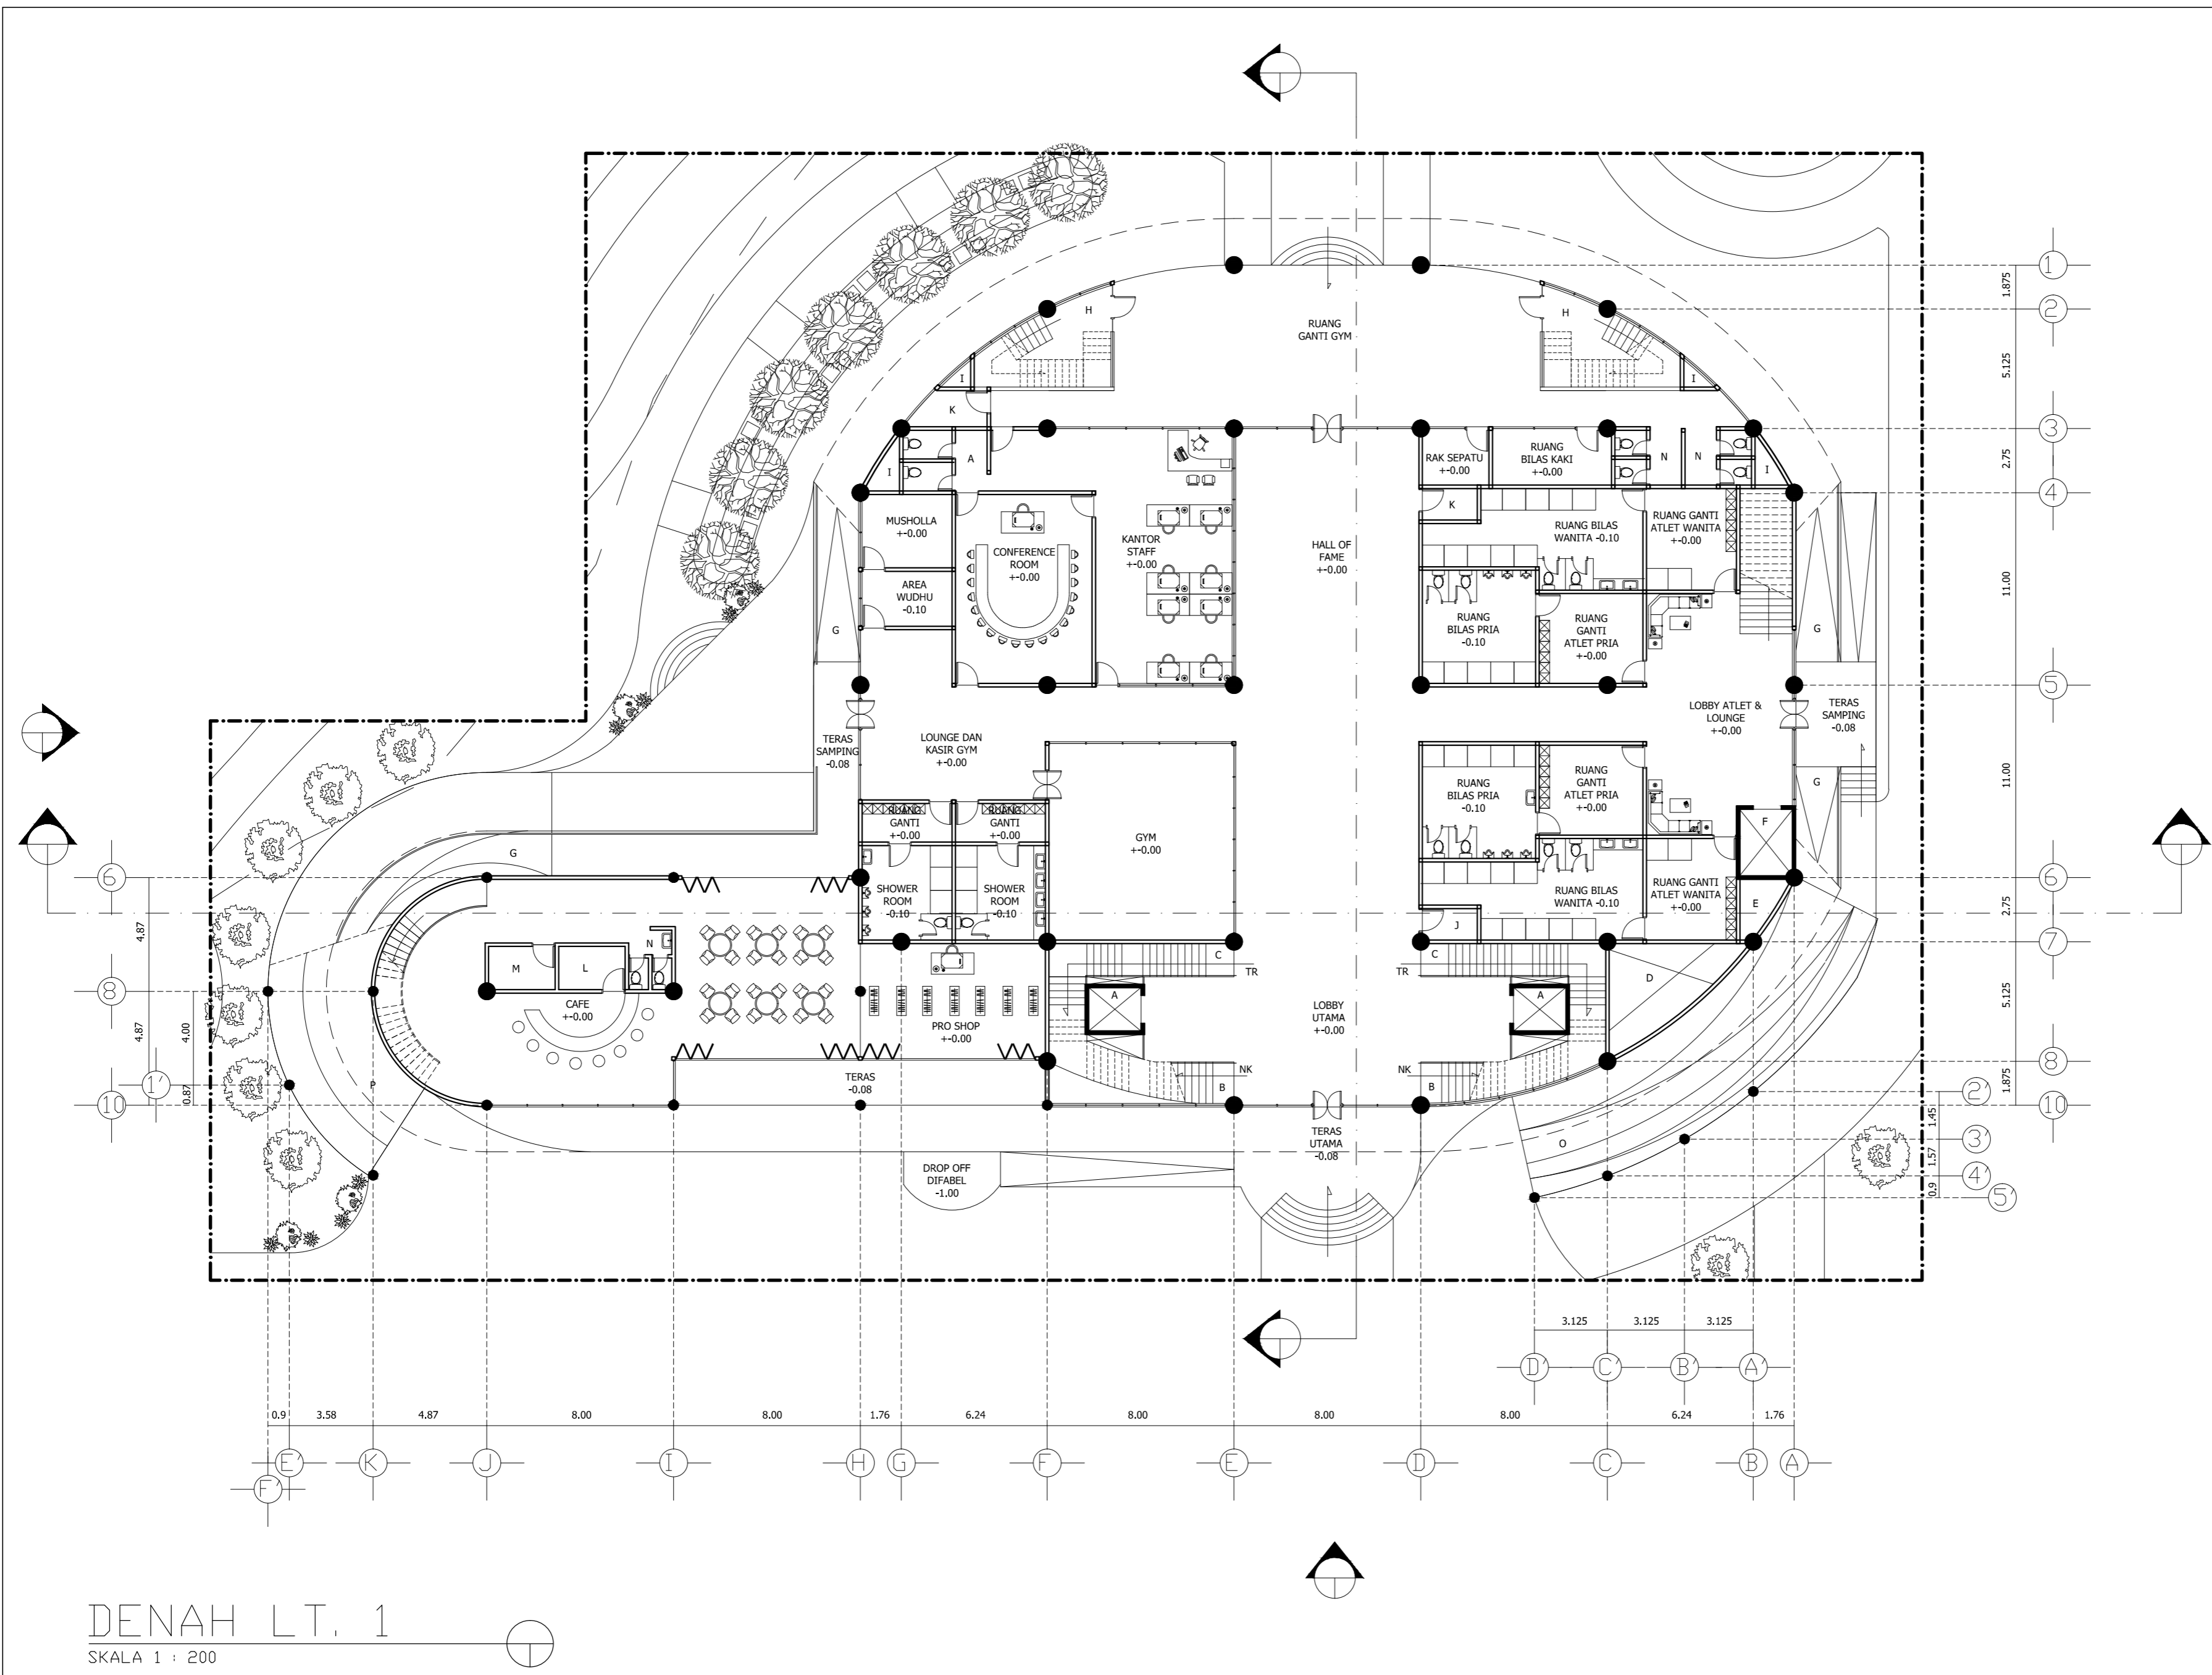 1
1.875
2
H
H
RUANG
GANTI GYM
5.125
I
I
K
3
A
RAK SEPATU
+-0.00
RUANG
BILAS KAKI
+-0.00
N
N
I
I
2.75
4
K
MUSHOLLA
+-0.00
CONFERENCE
ROOM
+-0.00
KANTOR
STAFF
+-0.00
HALL OF
FAME
+-0.00
RUANG BILAS
WANITA -0.10
RUANG GANTI
ATLET WANITA
+-0.00
AREA
WUDHU
-0.10
11.00
G
RUANG
BILAS PRIA
-0.10
RUANG
GANTI
ATLET PRIA
+-0.00
G
5
TERAS
SAMPING
-0.08
LOUNGE DAN
KASIR GYM
+-0.00
LOBBY ATLET &
LOUNGE
+-0.00
TERAS
SAMPING
-0.08
11.00
RUANG
BILAS PRIA
-0.10
RUANG
GANTI
ATLET PRIA
+-0.00
G
RUANG
GANTI
+-0.00
RUANG
GANTI
+-0.00
GYM
+-0.00
F
G
6
6
SHOWER
ROOM
-0.10
SHOWER
ROOM
-0.10
RUANG BILAS
WANITA -0.10
RUANG GANTI
ATLET WANITA
+-0.00
E
2.75
4.87
J
N
C
C
7
M
L
TR
TR
D
8
A
A
CAFE
+-0.00
PRO SHOP
+-0.00
LOBBY
UTAMA
+-0.00
5.125
4.87
4.00
8
NK
NK
1'
P
TERAS
-0.08
B
B
2'
1.875
0.87
10
10
TERAS
UTAMA
-0.08
O
1.45
3'
DROP OFF
DIFABEL
-1.00
1.57
4'
0.9
5'
3.125
3.125
3.125
D'
C'
B'
A'
0.9
3.58
4.87
8.00
8.00
1.76
6.24
8.00
8.00
8.00
6.24
1.76
F'
E'
K
J
I
H
G
F
E
D
C
B
A
DENAH LT. 1
SKALA 1 : 200